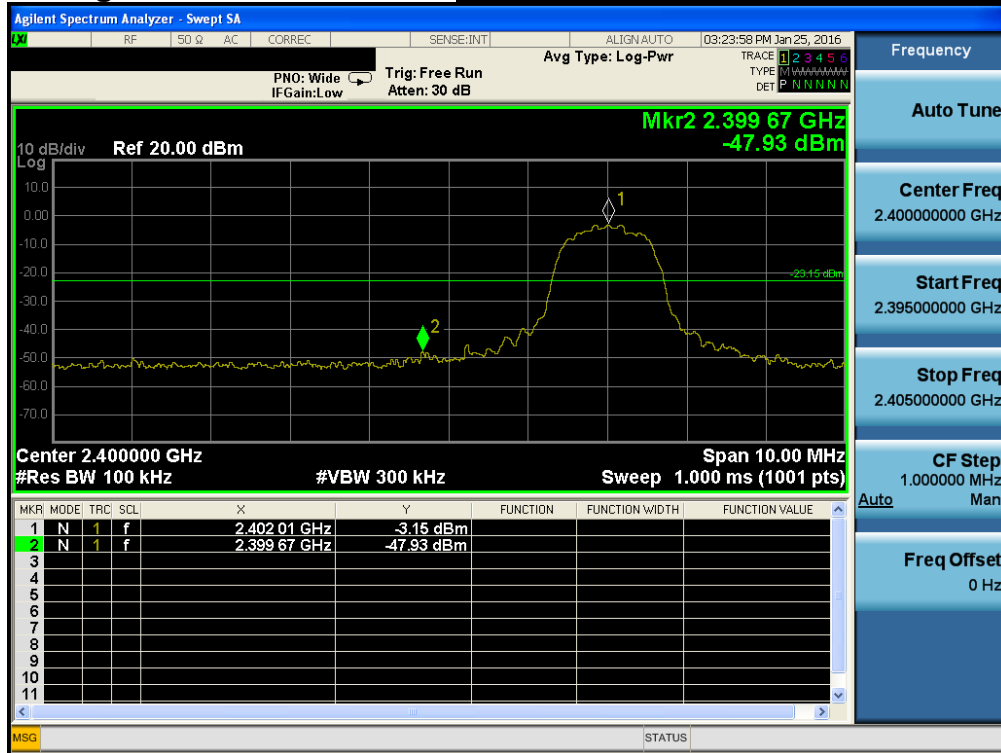 Agilent Spectrum Analyzer - Swept SA
LXI RF 50 Ω AC CORREC SENSE:INT ALIGN AUTO 03:23:58 PM Jan 25, 2016
PNO: Wide Trig: Free Run Avg Type: Log-Pwr TRACE 1 2 3 4 5 6
IFGain:Low Atten: 30 dB TYPE M WWWWW
DET P N N N N N
Frequency
Mkr2 2.399 67 GHz
-47.93 dBm
10 dB/div Ref 20.00 dBm
Log
10.0
0.00
-10.0
-20.0
-30.0
-40.0
-50.0
-60.0
-70.0
1
2
-23.15 dBm
Center 2.400000 GHz Span 10.00 MHz
#Res BW 100 kHz #VBW 300 kHz Sweep 1.000 ms (1001 pts)
MKR MODE TRC SCL X Y FUNCTION FUNCTION WIDTH FUNCTION VALUE
1 N 1 f 2.402 01 GHz -3.15 dBm
2 N 1 f 2.399 67 GHz -47.93 dBm
3
4
5
6
7
8
9
10
11
MSG STATUS
Auto Tune
Center Freq
2.400000000 GHz
Start Freq
2.395000000 GHz
Stop Freq
2.405000000 GHz
CF Step
1.000000 MHz
Auto Man
Freq Offset
0 Hz